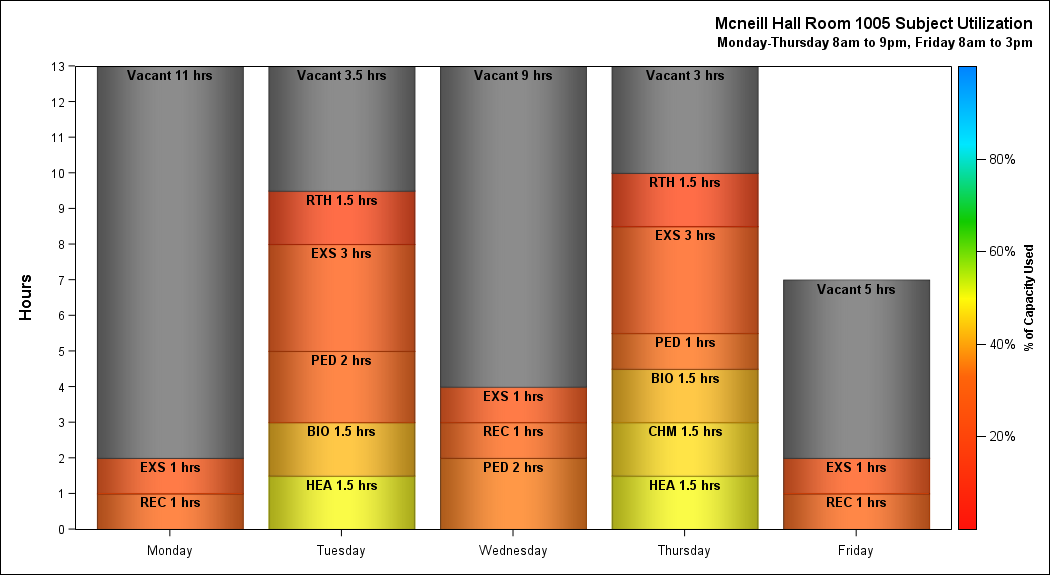 Mcneill Hall Room 1005 Subject Utilization
Monday-Thursday 8am to 9pm, Friday 8am to 3pm
Hours
13
12
11
10
9
8
7
6
5
4
3
2
1
0
Vacant 11 hrs
EXS 1 hrs
REC 1 hrs
Vacant 3.5 hrs
RTH 1.5 hrs
EXS 3 hrs
PED 2 hrs
BIO 1.5 hrs
HEA 1.5 hrs
Vacant 9 hrs
EXS 1 hrs
REC 1 hrs
PED 2 hrs
Vacant 3 hrs
RTH 1.5 hrs
EXS 3 hrs
PED 1 hrs
BIO 1.5 hrs
CHM 1.5 hrs
HEA 1.5 hrs
Vacant 5 hrs
EXS 1 hrs
REC 1 hrs
Monday
Tuesday
Wednesday
Thursday
Friday
80%
60%
40%
20%
% of Capacity Used